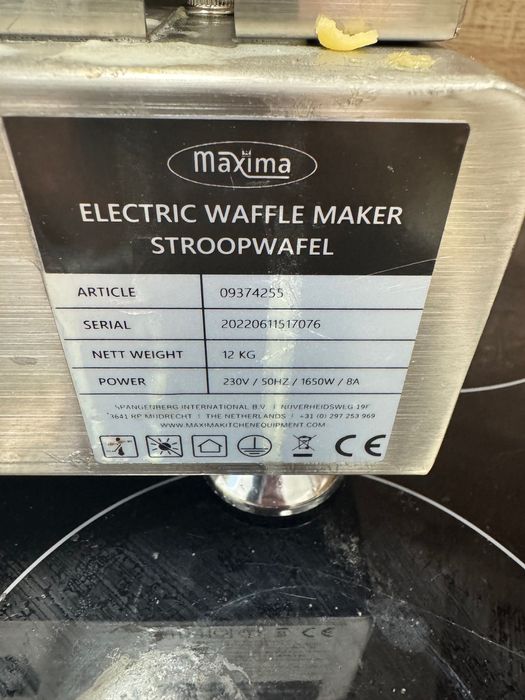 maxima
ELECTRIC WAFFLE MAKER
STROOPWAFEL
ARTICLE 09374255
SERIAL 20220611517076
NETT WEIGHT 12 KG
POWER 230V / 50HZ / 1650W / 8A
SPANGENBERG INTERNATIONAL B.V. | NIJVERHEIDSWEG 19F
3641 RP MIJDRECHT | THE NETHERLANDS | +31 (0) 297 253 969
WWW.MAXIMAKITCHENEQUIPMENT.COM
CE